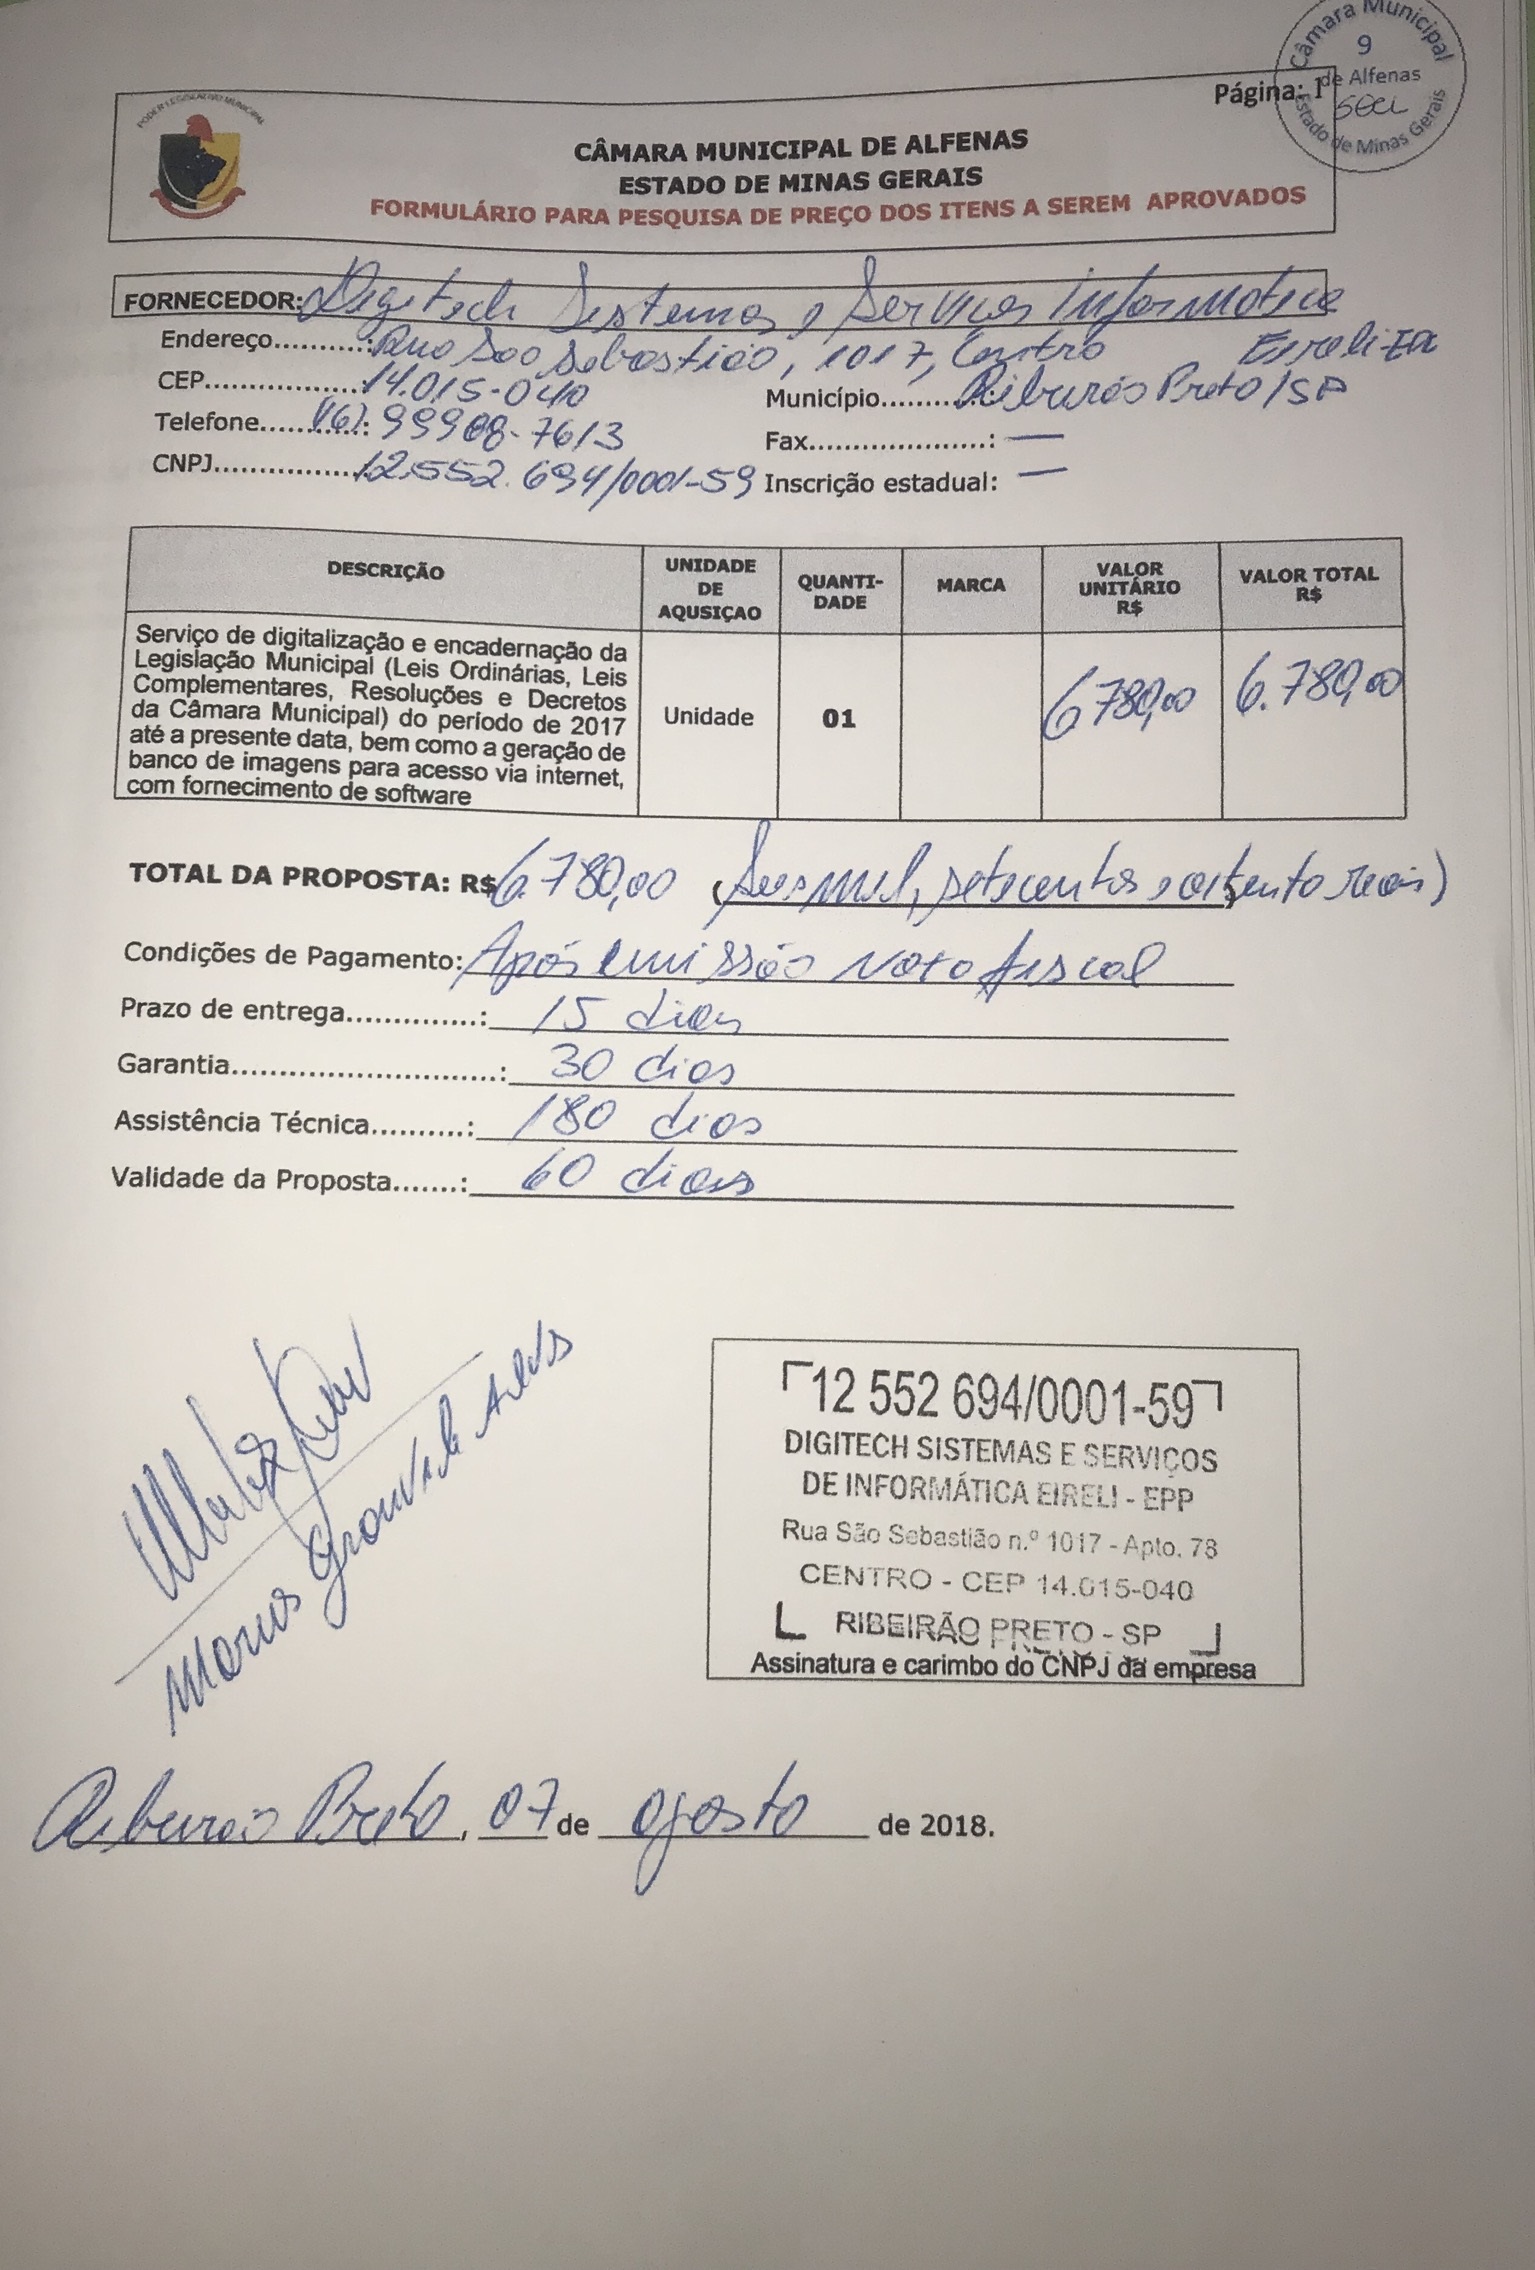 Câmara Municipal
9
de Alfenas
Estado de Minas Gerais
Página: 1
PODER LEGISLATIVO MUNICIPAL
CÂMARA MUNICIPAL DE ALFENAS
ESTADO DE MINAS GERAIS
FORMULÁRIO PARA PESQUISA DE PREÇO DOS ITENS A SEREM APROVADOS
FORNECEDOR: Digitech Sistemas e Serviços Informática
Eireli-EPP
Endereço..........: Rua São Sebastião, 1017, Centro
CEP................: 14.015-040 Município...........: Ribeirão Preto/SP
Telefone...........: (16) 99908-7613 Fax...................: —
CNPJ...............: 12.552.694/0001-59 Inscrição estadual: —
DESCRIÇÃO UNIDADE DE AQUSIÇAO QUANTI-DADE MARCA VALOR UNITÁRIO R$ VALOR TOTAL R$
Serviço de digitalização e encadernação da
Legislação Municipal (Leis Ordinárias, Leis
Complementares, Resoluções e Decretos
da Câmara Municipal) do período de 2017
até a presente data, bem como a geração de
banco de imagens para acesso via internet,
com fornecimento de software
Unidade 01 6780,00 6.780,00
TOTAL DA PROPOSTA: R$ 6.780,00 (Seis mil, setecentos e oitenta reais)
Condições de Pagamento: Após emissão nota fiscal
Prazo de entrega..............: 15 dias
Garantia............................: 30 dias
Assistência Técnica..........: 180 dias
Validade da Proposta.......: 60 dias
12 552 694/0001-59
DIGITECH SISTEMAS E SERVIÇOS
DE INFORMÁTICA EIRELI - EPP
Rua São Sebastião n.º 1017 - Apto. 78
CENTRO - CEP 14.015-040
RIBEIRÃO PRETO - SP
Assinatura e carimbo do CNPJ da empresa
Ribeirão Preto, 07 de agosto de 2018.